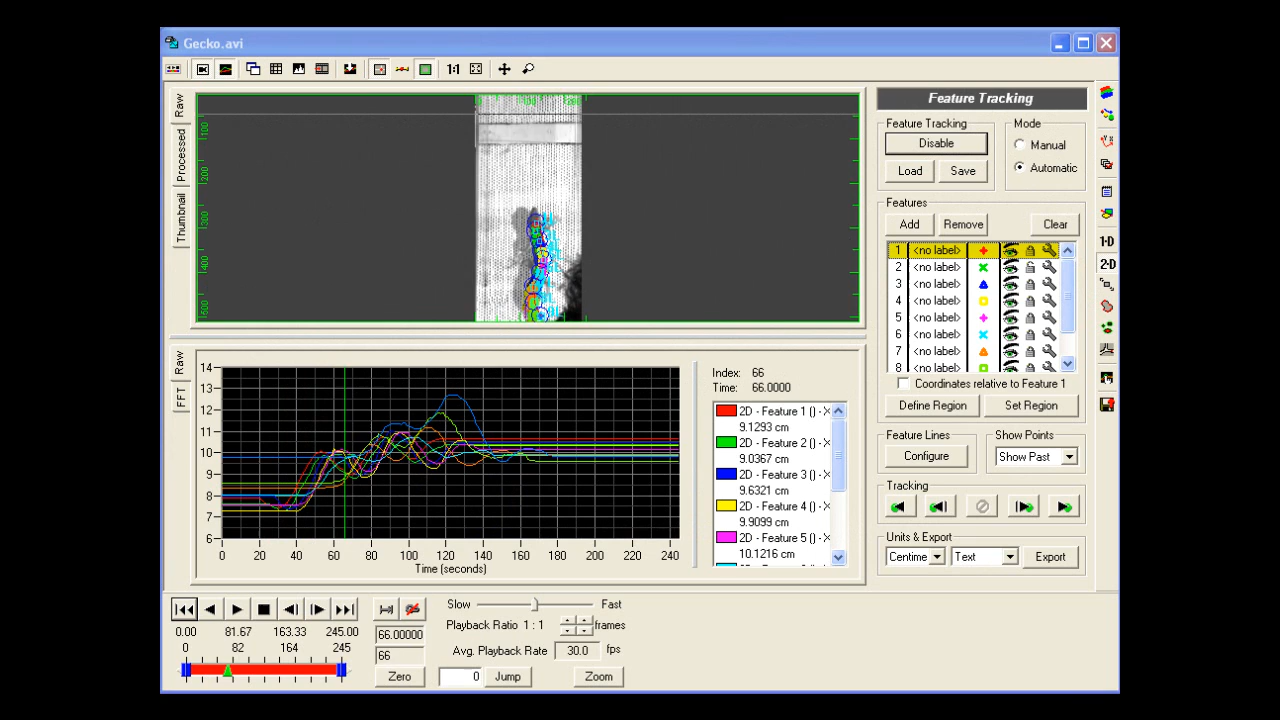 Gecko.avi
1:1
Raw
Processed
Thumbnail
100
200
300
400
500
Feature Tracking
Feature Tracking
Disable
Load
Save
Mode
Manual
Automatic
Features
Add
Remove
Clear
1 <no label>
2 <no label>
3 <no label>
4 <no label>
5 <no label>
6 <no label>
7 <no label>
8 <no label>
Coordinates relative to Feature 1
Define Region
Set Region
Feature Lines
Configure
Show Points
Show Past
Tracking
Units & Export
Centime
Text
Export
1-D
2-D
Raw
FFT
14
13
12
11
10
9
8
7
6
0 20 40 60 80 100 120 140 160 180 200 220 240
Time (seconds)
Index: 66
Time: 66.0000
2D - Feature 1 () - X
9.1293 cm
2D - Feature 2 () - X
9.0367 cm
2D - Feature 3 () - X
9.6321 cm
2D - Feature 4 () - X
9.9099 cm
2D - Feature 5 () - X
10.1216 cm
0.00 81.67 163.33 245.00
0 82 164 245
66.00000
66
Zero
Slow
Fast
Playback Ratio 1 : 1
frames
Avg. Playback Rate
30.0
fps
0
Jump
Zoom